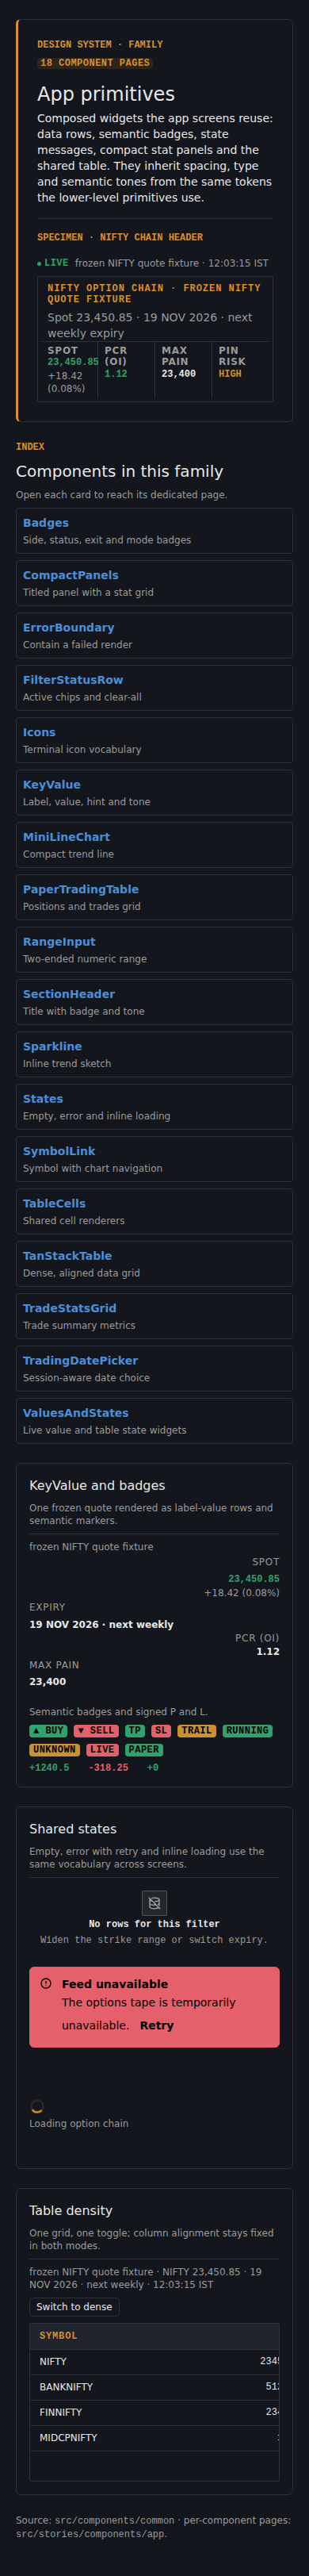 DESIGN SYSTEM · FAMILY
18 COMPONENT PAGES
App primitives
Composed widgets the app screens reuse:
data rows, semantic badges, state
messages, compact stat panels and the
shared table. They inherit spacing, type
and semantic tones from the same tokens
the lower-level primitives use.
SPECIMEN · NIFTY CHAIN HEADER
LIVE frozen NIFTY quote fixture · 12:03:15 IST
NIFTY OPTION CHAIN · FROZEN NIFTY
QUOTE FIXTURE
Spot 23,450.85 · 19 NOV 2026 · next
weekly expiry
SPOT
23,450.85
+18.42
(0.08%)
PCR
(OI)
1.12
MAX
PAIN
23,400
PIN
RISK
HIGH
INDEX
Components in this family
Open each card to reach its dedicated page.
Badges
Side, status, exit and mode badges
CompactPanels
Titled panel with a stat grid
ErrorBoundary
Contain a failed render
FilterStatusRow
Active chips and clear-all
Icons
Terminal icon vocabulary
KeyValue
Label, value, hint and tone
MiniLineChart
Compact trend line
PaperTradingTable
Positions and trades grid
RangeInput
Two-ended numeric range
SectionHeader
Title with badge and tone
Sparkline
Inline trend sketch
States
Empty, error and inline loading
SymbolLink
Symbol with chart navigation
TableCells
Shared cell renderers
TanStackTable
Dense, aligned data grid
TradeStatsGrid
Trade summary metrics
TradingDatePicker
Session-aware date choice
ValuesAndStates
Live value and table state widgets
KeyValue and badges
One frozen quote rendered as label-value rows and
semantic markers.
frozen NIFTY quote fixture
SPOT
23,450.85
+18.42 (0.08%)
EXPIRY
19 NOV 2026 · next weekly
PCR (OI)
1.12
MAX PAIN
23,400
Semantic badges and signed P and L.
▲ BUY ▼ SELL TP SL TRAIL RUNNING
UNKNOWN LIVE PAPER
+1240.5 -318.25 +0
Shared states
Empty, error with retry and inline loading use the
same vocabulary across screens.
No rows for this filter
Widen the strike range or switch expiry.
Feed unavailable
The options tape is temporarily
unavailable. Retry
Loading option chain
Table density
One grid, one toggle; column alignment stays fixed
in both modes.
frozen NIFTY quote fixture · NIFTY 23,450.85 · 19
NOV 2026 · next weekly · 12:03:15 IST
Switch to dense
SYMBOL
NIFTY
BANKNIFTY
FINNIFTY
MIDCPNIFTY
Source: src/components/common · per-component pages:
src/stories/components/app.